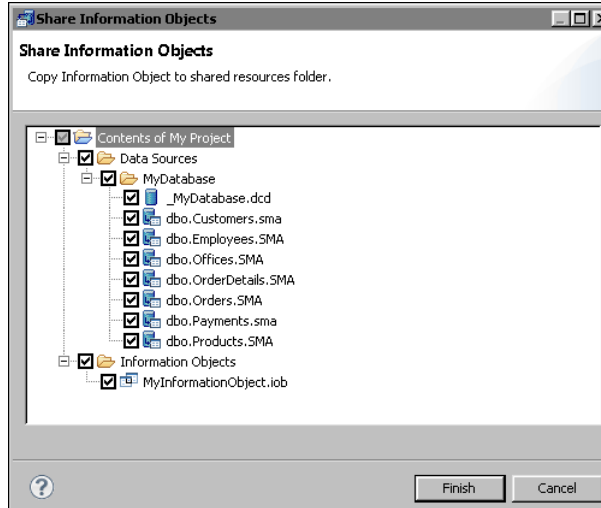 Share Information Objects
Share Information Objects
Copy Information Object to shared resources folder.
Contents of My Project
Data Sources
MyDatabase
_MyDatabase.dcd
dbo.Customers.sma
dbo.Employees.SMA
dbo.Offices.SMA
dbo.OrderDetails.SMA
dbo.Orders.SMA
dbo.Payments.sma
dbo.Products.SMA
Information Objects
MyInformationObject.iob
? Finish Cancel